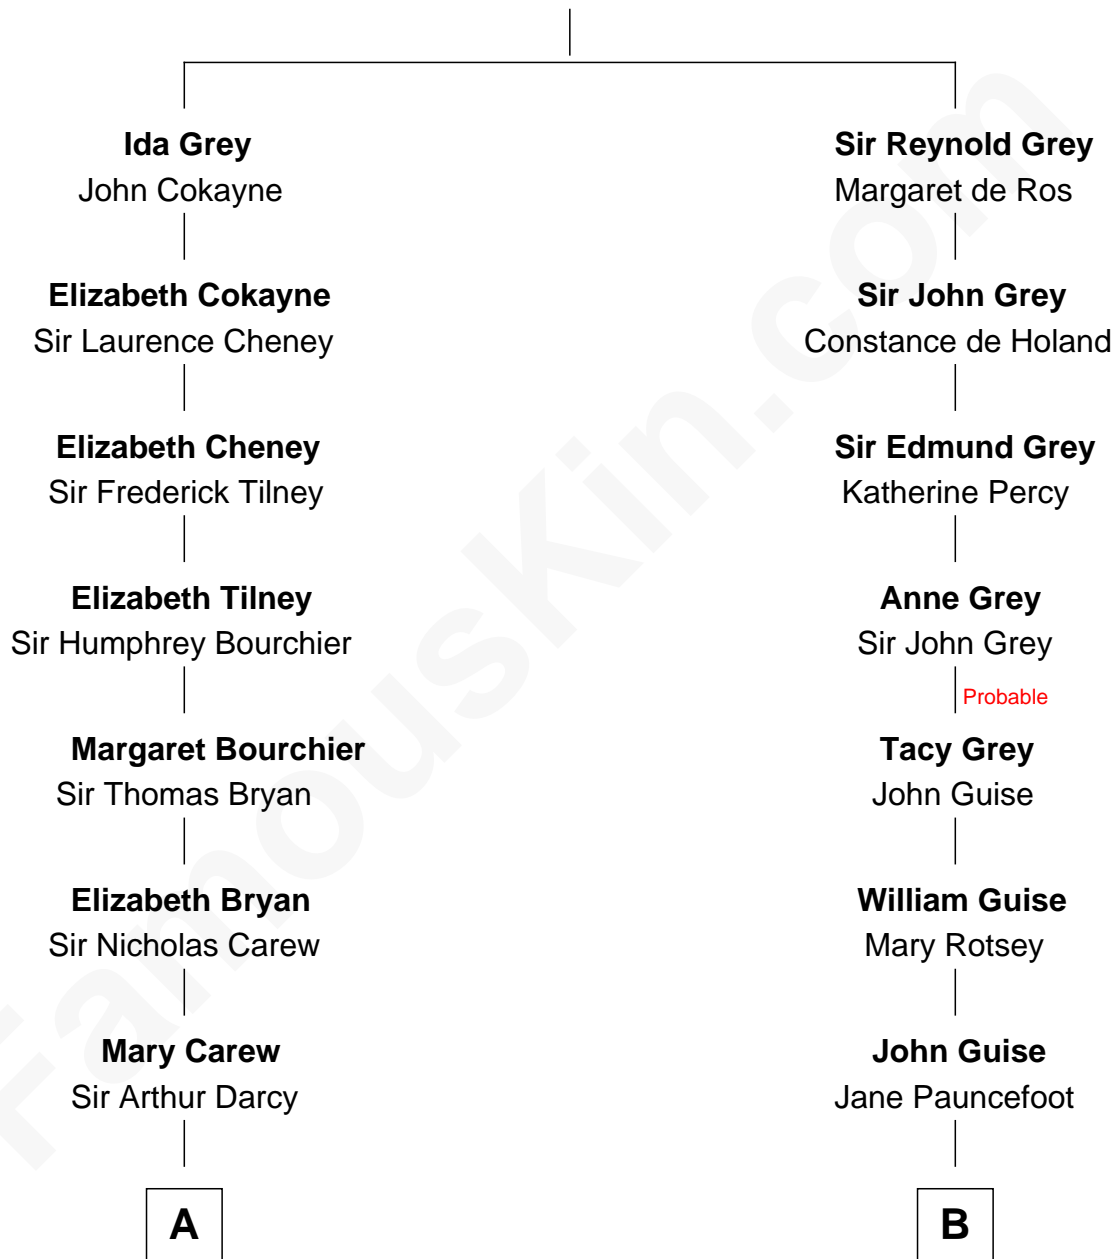 Ida Grey
John Cokayne
Sir Reynold Grey
Margaret de Ros
Elizabeth Cokayne
Sir Laurence Cheney
Sir John Grey
Constance de Holand
Elizabeth Cheney
Sir Frederick Tilney
Sir Edmund Grey
Katherine Percy
Elizabeth Tilney
Sir Humphrey Bourchier
Anne Grey
Sir John Grey
Probable
Margaret Bourchier
Sir Thomas Bryan
Tacy Grey
John Guise
Elizabeth Bryan
Sir Nicholas Carew
William Guise
Mary Rotsey
Mary Carew
Sir Arthur Darcy
John Guise
Jane Pauncefoot
A
B
FamousKin.com